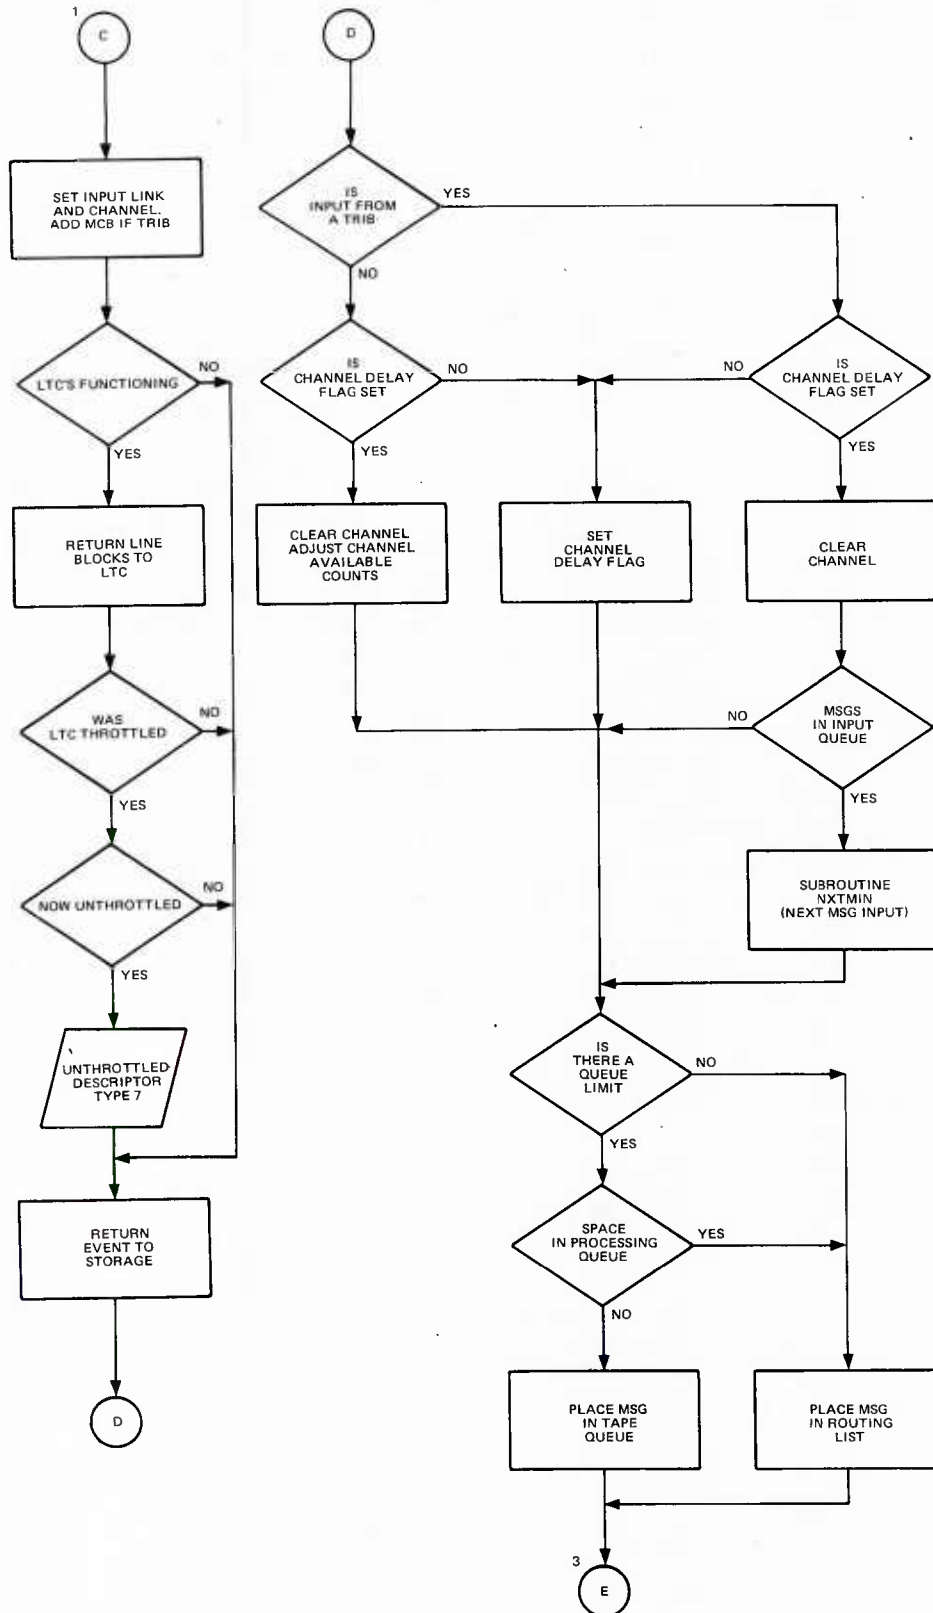 1
C
SET INPUT LINK
AND CHANNEL.
ADD MCB IF TRIB
LTC'S FUNCTIONING
NO
YES
RETURN LINE
BLOCKS TO
LTC
WAS
LTC THROTTLED
NO
YES
NOW UNTHROTTLED
NO
YES
UNTHROTTLED
DESCRIPTOR
TYPE 7
RETURN
EVENT TO
STORAGE
D
D
IS
INPUT FROM
A TRIB
YES
NO
IS
CHANNEL DELAY
FLAG SET
NO
YES
NO
IS
CHANNEL DELAY
FLAG SET
YES
CLEAR CHANNEL
ADJUST CHANNEL
AVAILABLE
COUNTS
SET
CHANNEL
DELAY FLAG
CLEAR
CHANNEL
NO
MSGS
IN INPUT
QUEUE
YES
SUBROUTINE
NXTMIN
(NEXT MSG INPUT)
IS
THERE A
QUEUE
LIMIT
NO
YES
SPACE
IN PROCESSING
QUEUE
YES
NO
PLACE MSG
IN TAPE
QUEUE
PLACE MSG
IN ROUTING
LIST
3
E